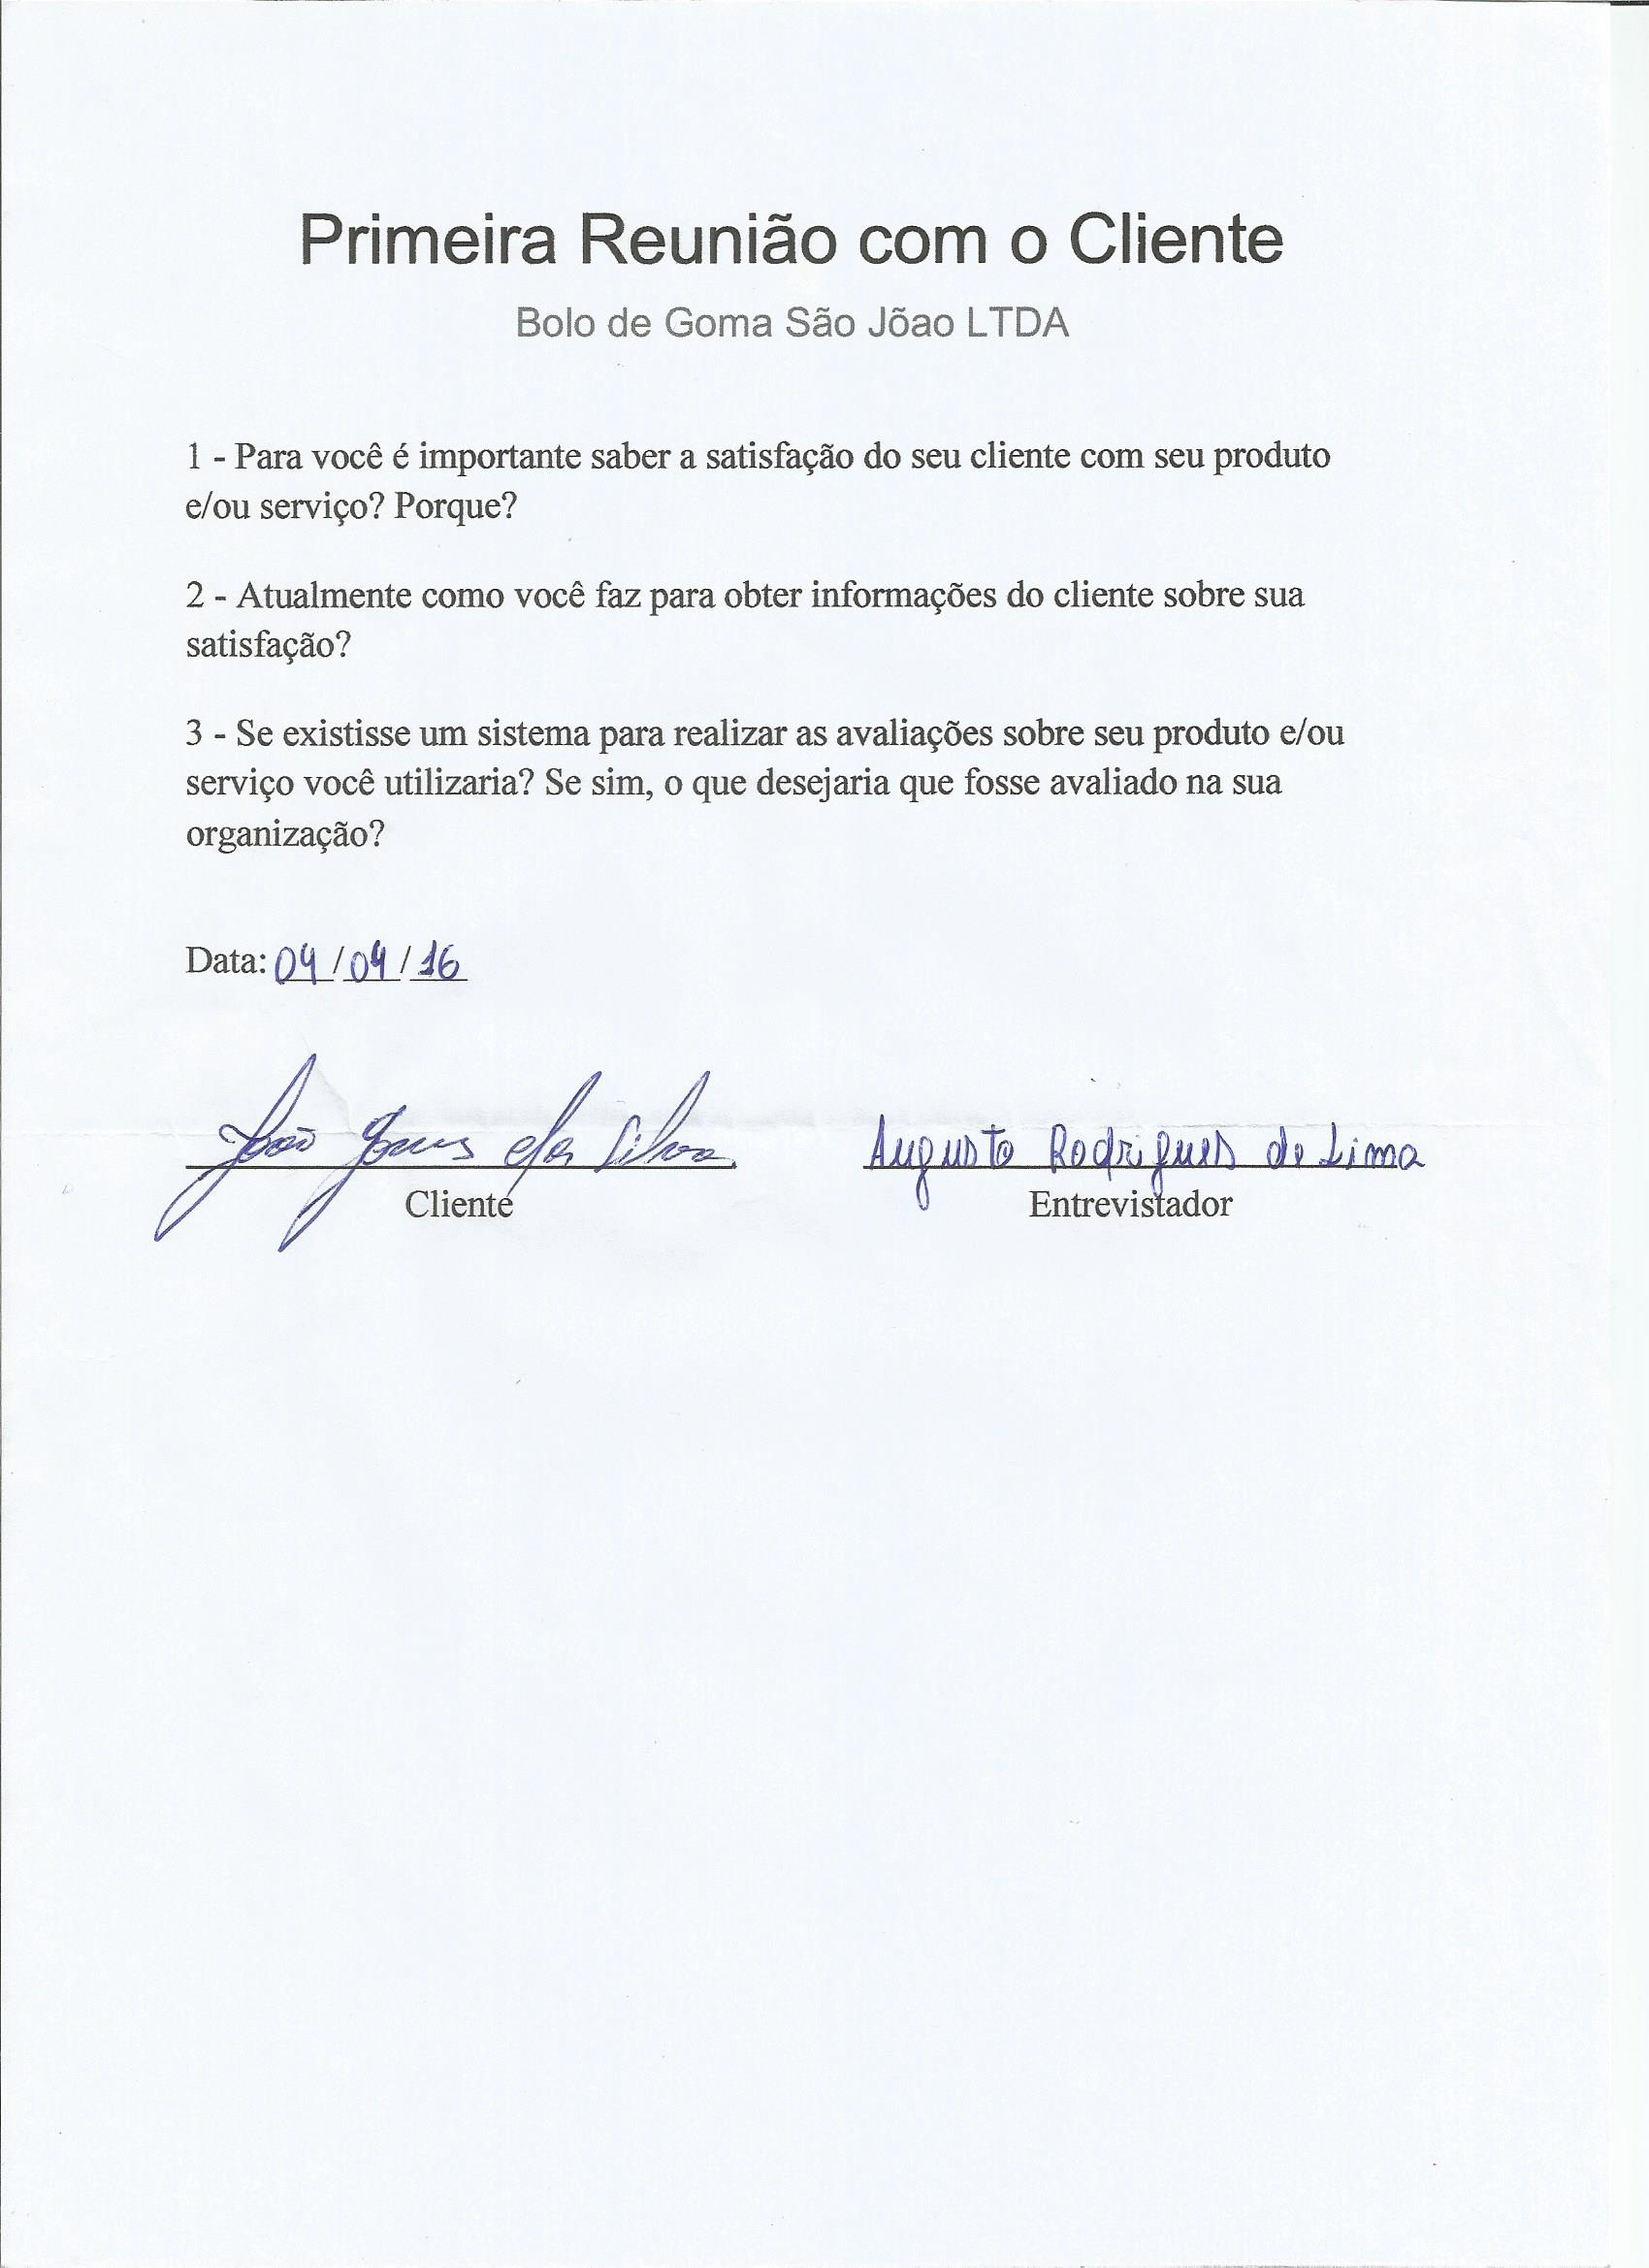 Primeira Reunião com o Cliente
Bolo de Goma São Jõao LTDA
1 - Para você é importante saber a satisfação do seu cliente com seu produto
e/ou serviço? Porque?
2 - Atualmente como você faz para obter informações do cliente sobre sua
satisfação?
3 - Se existisse um sistema para realizar as avaliações sobre seu produto e/ou
serviço você utilizaria? Se sim, o que desejaria que fosse avaliado na sua
organização?
Data: 04/04/16
João da Silva Augusto Rodrigues de Lima
Cliente Entrevistador